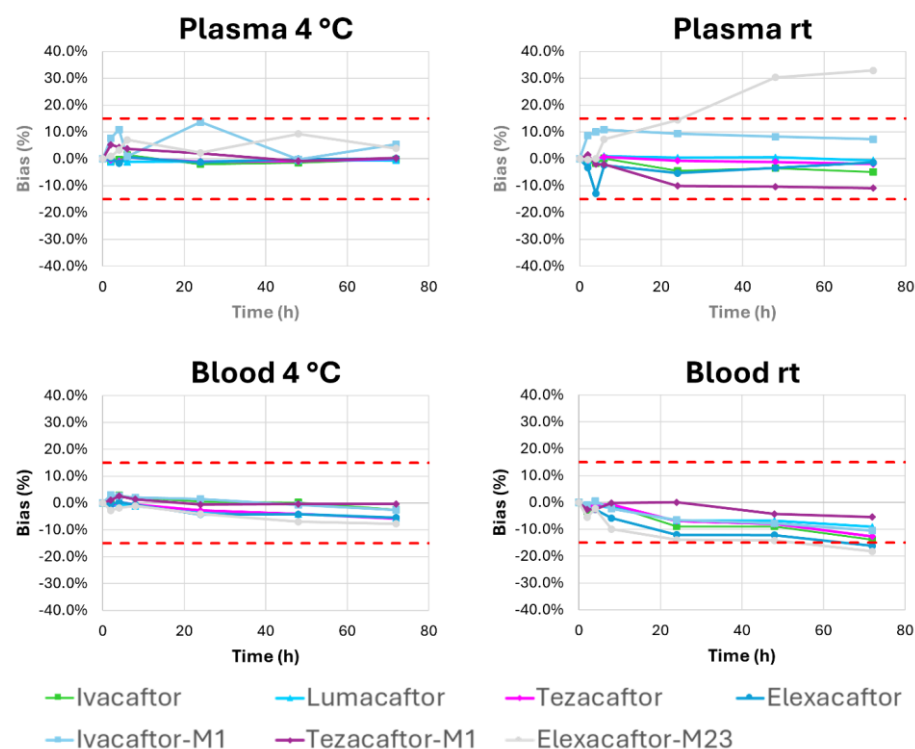 Plasma 4 °C
40.0%
30.0%
20.0%
10.0%
0.0%
-10.0%
-20.0%
-30.0%
-40.0%
Bias (%)
0 20 40 60 80
Time (h)
Plasma rt
40.0%
30.0%
20.0%
10.0%
0.0%
-10.0%
-20.0%
-30.0%
-40.0%
Bias (%)
0 20 40 60 80
Time (h)
Blood 4 °C
40.0%
30.0%
20.0%
10.0%
0.0%
-10.0%
-20.0%
-30.0%
-40.0%
Bias (%)
0 20 40 60 80
Time (h)
Blood rt
40.0%
30.0%
20.0%
10.0%
0.0%
-10.0%
-20.0%
-30.0%
-40.0%
Bias (%)
0 20 40 60 80
Time (h)
Ivacaftor Lumacaftor Tezacaftor Elexacaftor
Ivacaftor-M1 Tezacaftor-M1 Elexacaftor-M23